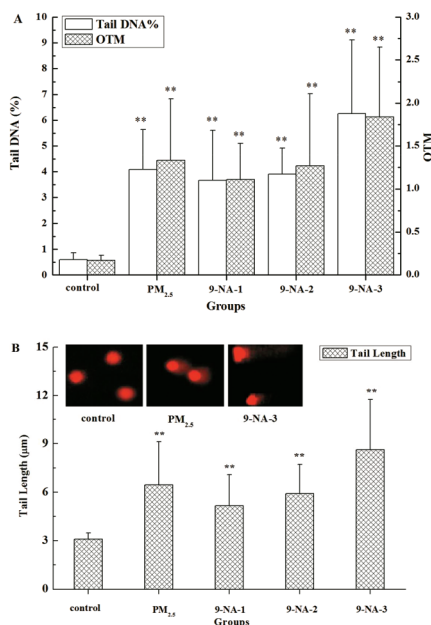 A
Tail DNA%
OTM
Tail DNA (%)
10
9
8
7
6
5
4
3
2
1
0
** ** ** ** ** ** ** **
3.0
2.5
2.0
1.5
1.0
0.5
0.0
OTM
control PM2.5 9-NA-1 9-NA-2 9-NA-3
Groups
B
Tail Length
Tail Length (μm)
15
12
9
6
3
0
control PM2.5 9-NA-3
** ** ** **
control PM2.5 9-NA-1 9-NA-2 9-NA-3
Groups